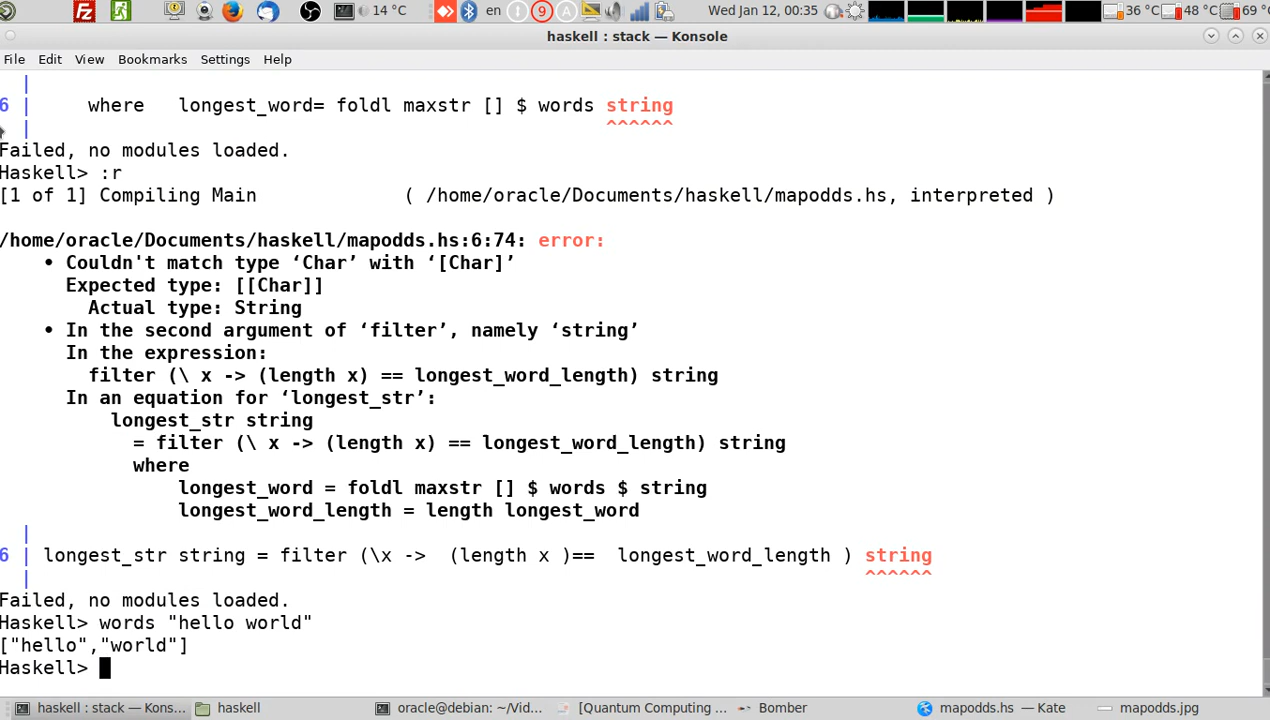 14 °C
en
9
A
Wed Jan 12, 00:35
36 °C
48 °C
69 °
haskell : stack — Konsole
File Edit View Bookmarks Settings Help
|
6 | where longest_word= foldl maxstr [] $ words string
| ^^^^^^
Failed, no modules loaded.
Haskell> :r
[1 of 1] Compiling Main ( /home/oracle/Documents/haskell/mapodds.hs, interpreted )
/home/oracle/Documents/haskell/mapodds.hs:6:74: error:
• Couldn't match type ‘Char’ with ‘[Char]’
Expected type: [[Char]]
Actual type: String
• In the second argument of ‘filter’, namely ‘string’
In the expression:
filter (\ x -> (length x) == longest_word_length) string
In an equation for ‘longest_str’:
longest_str string
= filter (\ x -> (length x) == longest_word_length) string
where
longest_word = foldl maxstr [] $ words $ string
longest_word_length = length longest_word
|
6 | longest_str string = filter (\x -> (length x )== longest_word_length ) string
| ^^^^^^
Failed, no modules loaded.
Haskell> words "hello world"
["hello","world"]
Haskell>
haskell : stack — Kons... haskell oracle@debian: ~/Vid... [Quantum Computing ... Bomber mapodds.hs — Kate mapodds.jpg